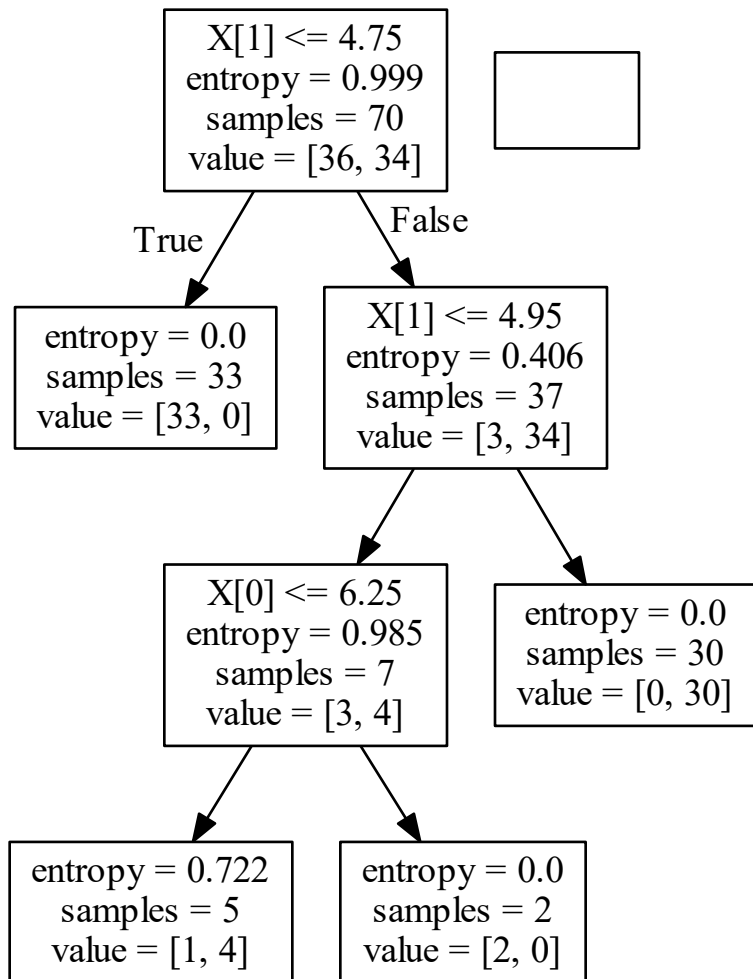 X[1] <= 4.75
entropy = 0.999
samples = 70
value = [36, 34]
True
False
entropy = 0.0
samples = 33
value = [33, 0]
X[1] <= 4.95
entropy = 0.406
samples = 37
value = [3, 34]
X[0] <= 6.25
entropy = 0.985
samples = 7
value = [3, 4]
entropy = 0.0
samples = 30
value = [0, 30]
entropy = 0.722
samples = 5
value = [1, 4]
entropy = 0.0
samples = 2
value = [2, 0]